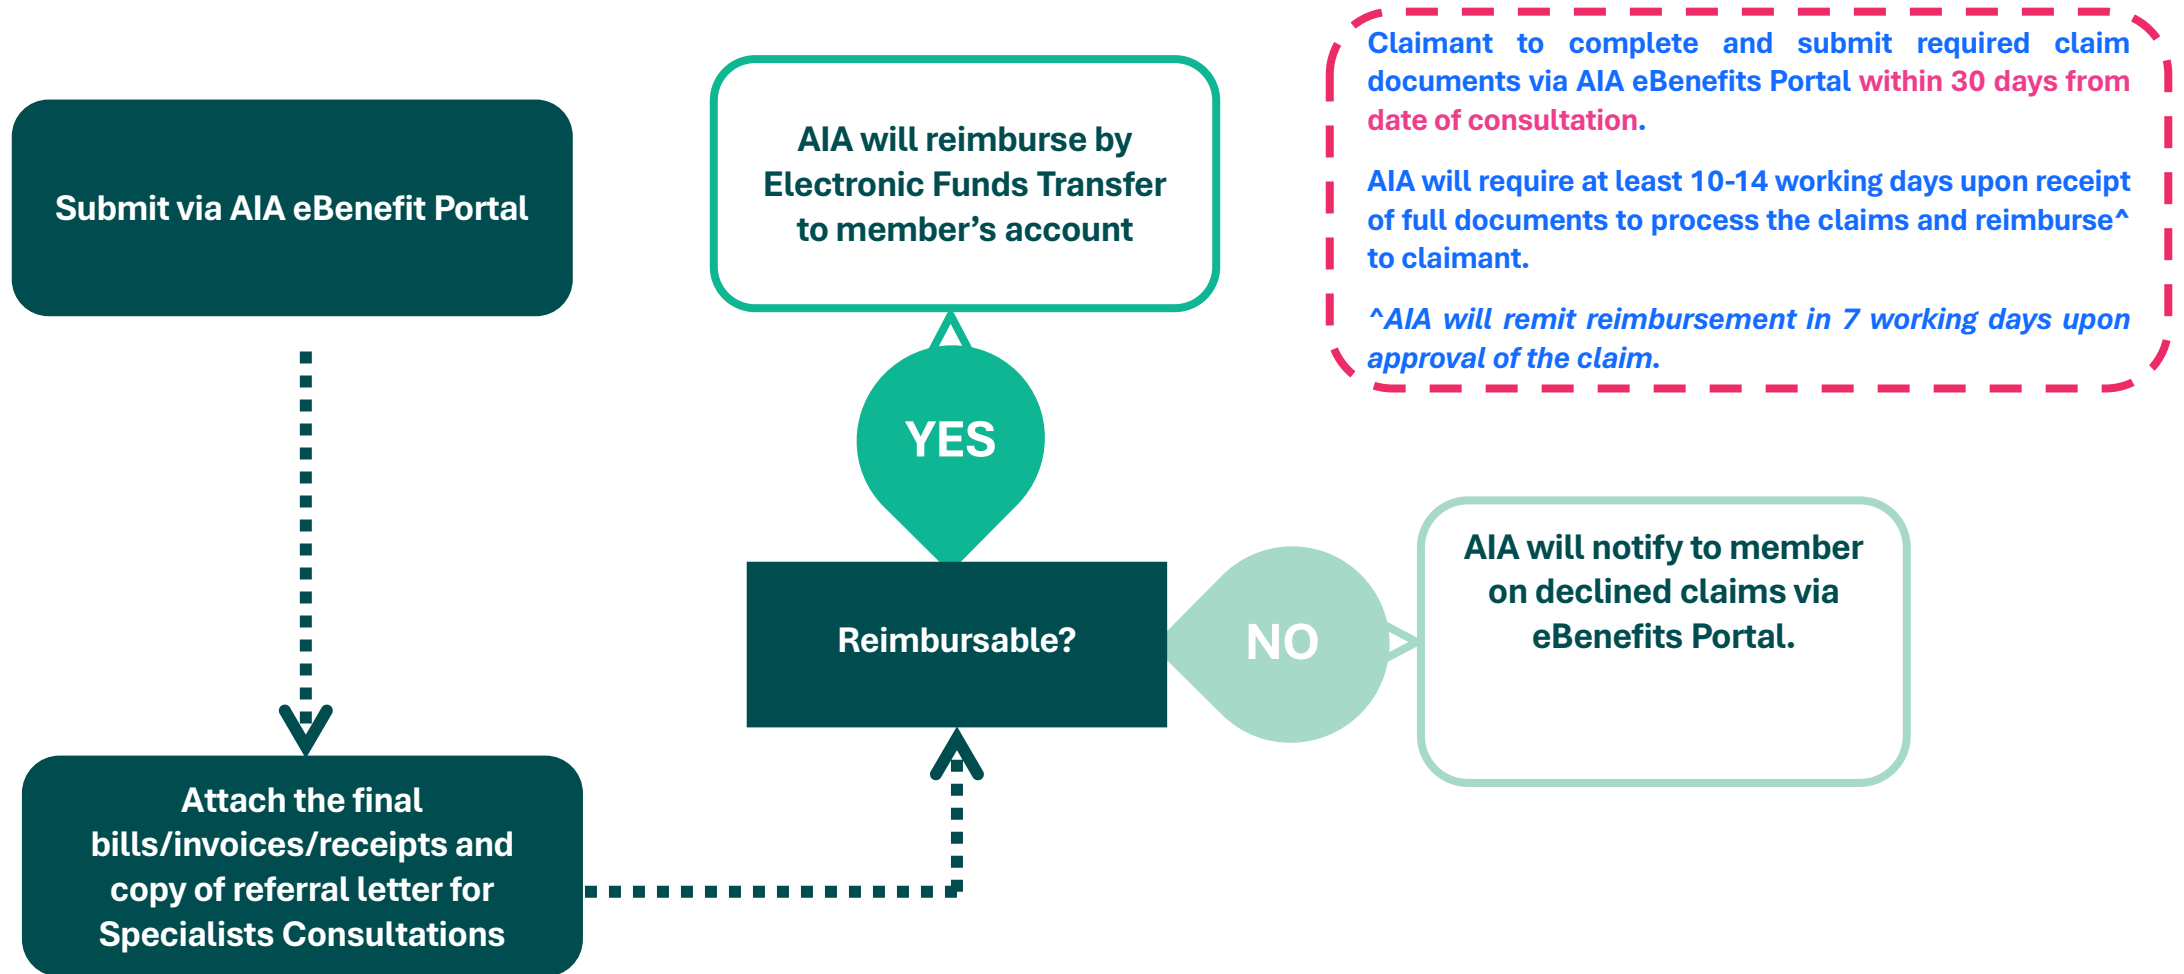 Submit via AIA eBenefit Portal
Attach the final
bills/invoices/receipts and
copy of referral letter for
Specialists Consultations
Reimbursable?
YES
AIA will reimburse by
Electronic Funds Transfer
to member’s account
NO
AIA will notify to member
on declined claims via
eBenefits Portal.
Claimant to complete and submit required claim
documents via AIA eBenefits Portal within 30 days from
date of consultation.
AIA will require at least 10-14 working days upon receipt
of full documents to process the claims and reimburse^
to claimant.
^AIA will remit reimbursement in 7 working days upon
approval of the claim.